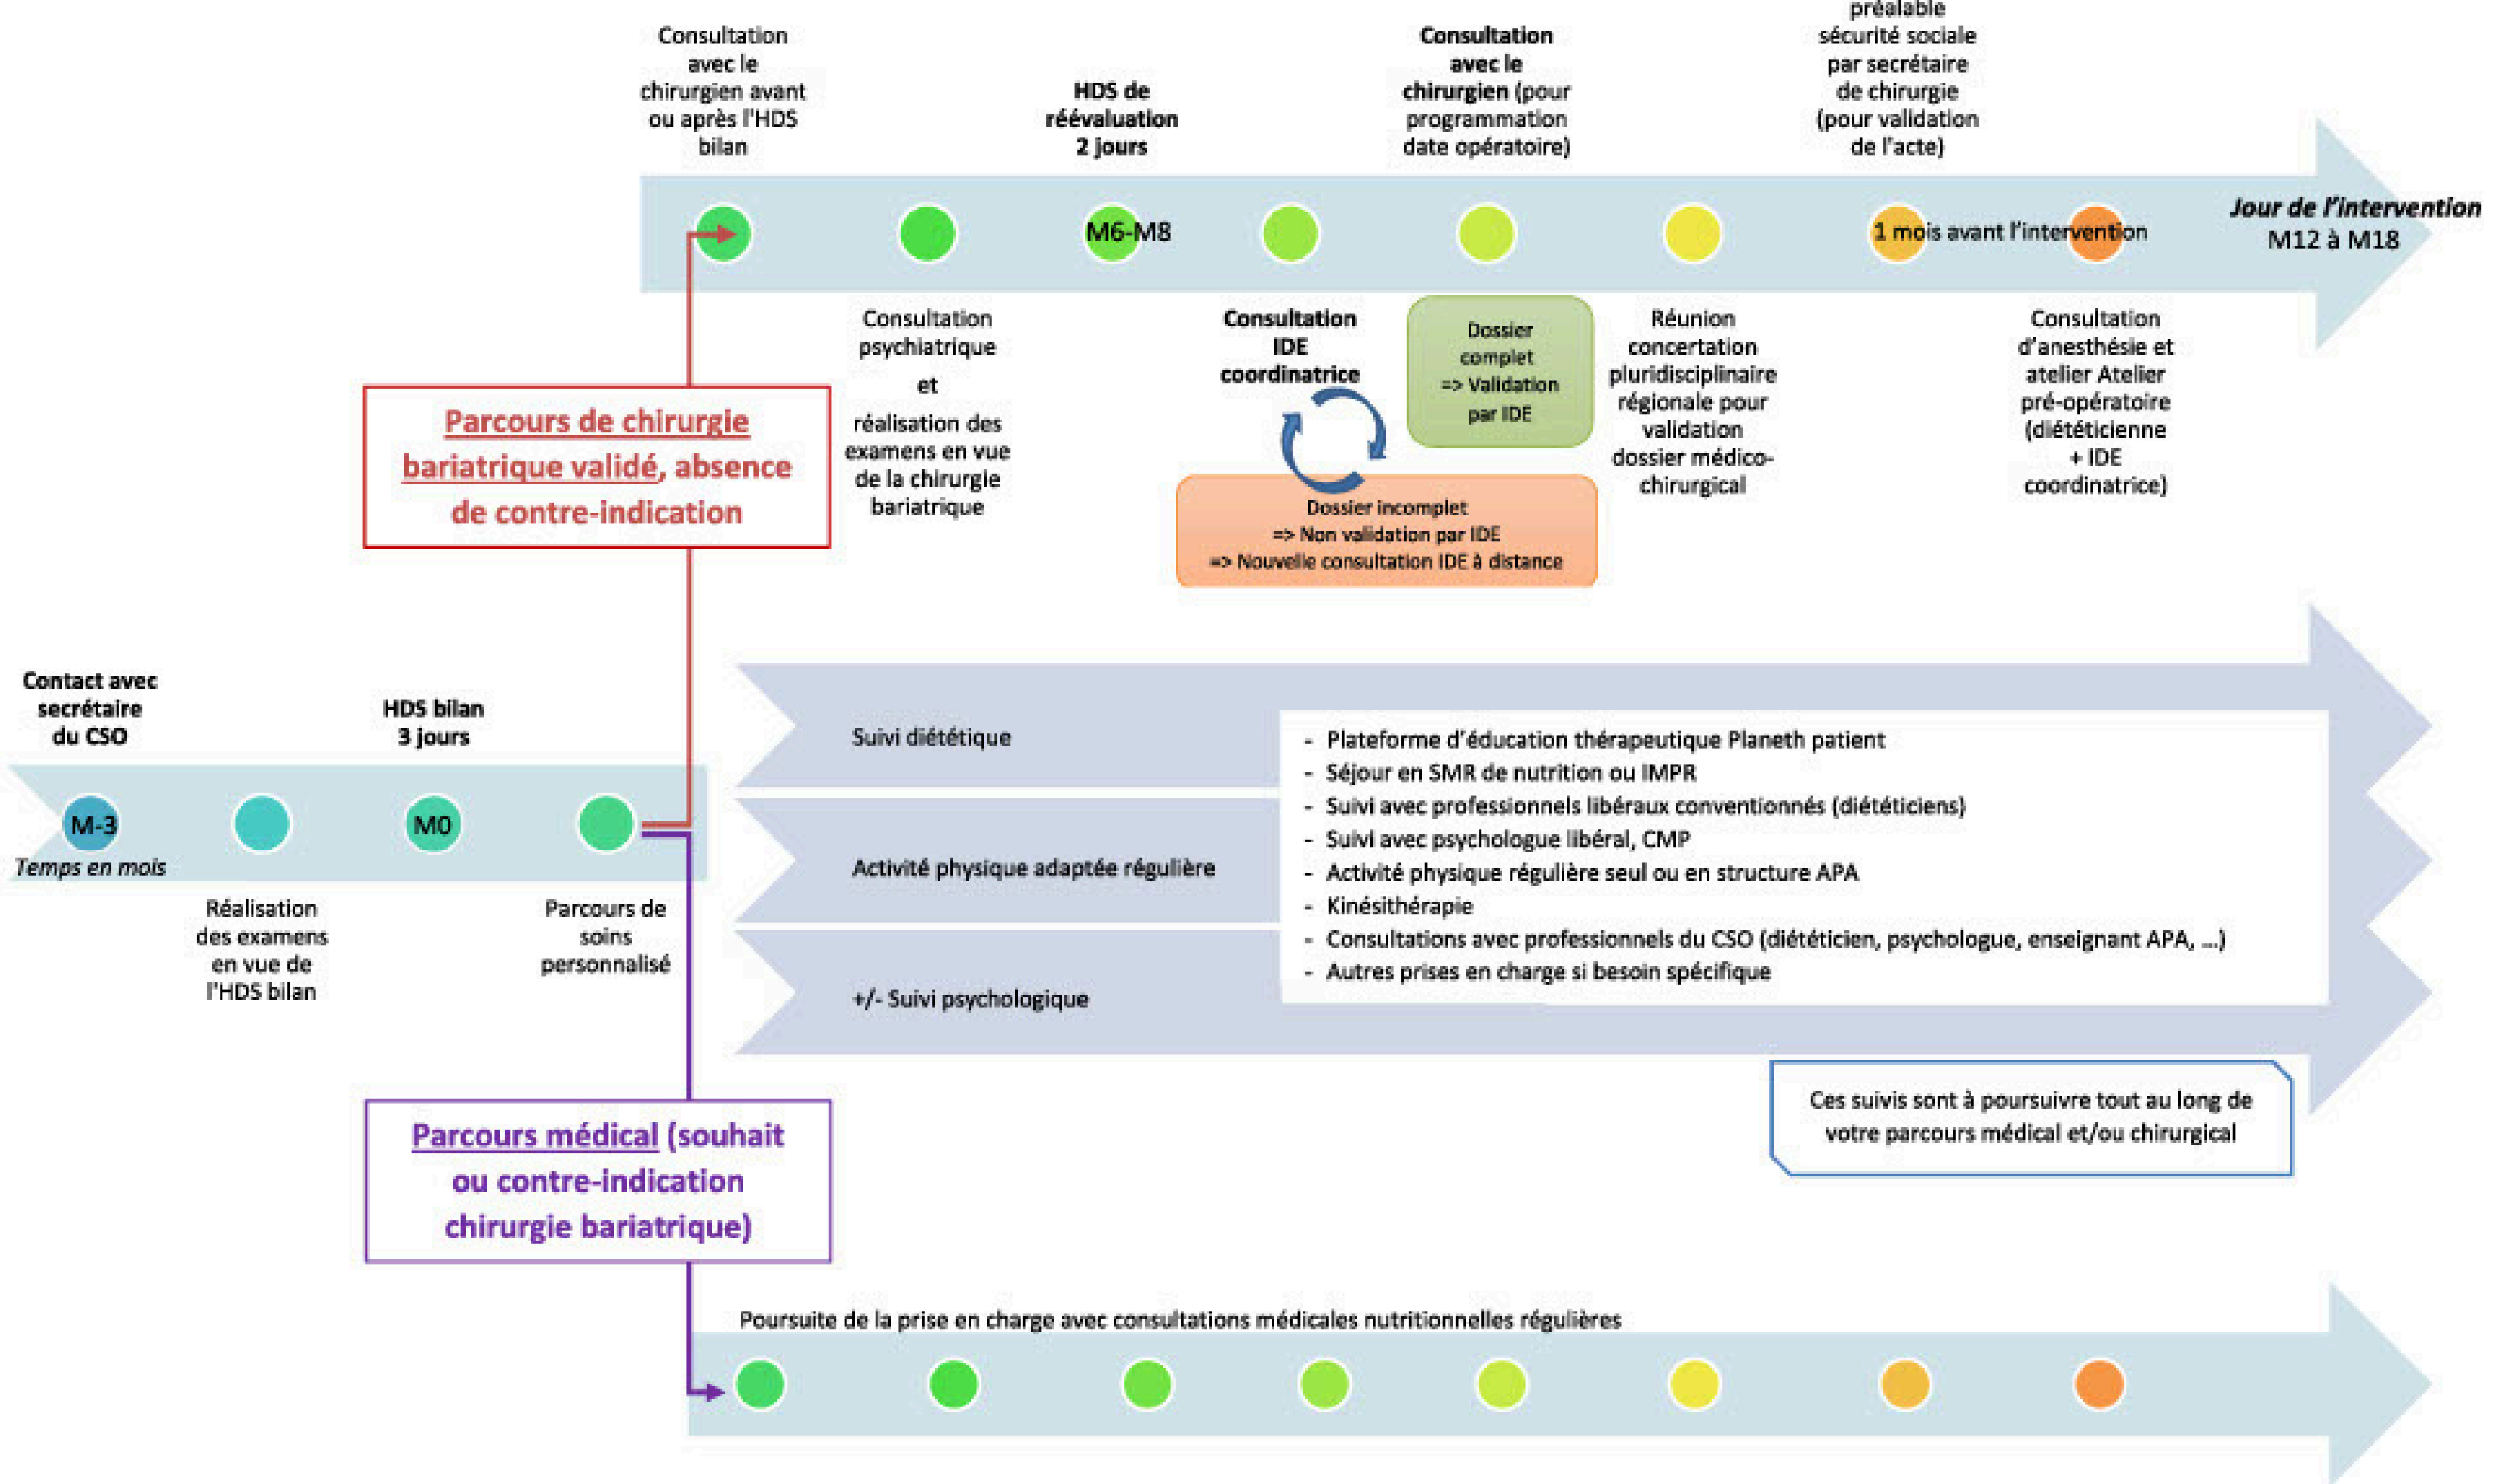 Consultation
avec le
chirurgien avant
ou après l'HDS
bilan
HDS de
réévaluation
2 jours
Consultation
avec le
chirurgien (pour
programmation
date opératoire)
préalable
sécurité sociale
par secrétaire
de chirurgie
(pour validation
de l'acte)
M6-M8
1 mois avant l'intervention
Jour de l'intervention
M12 à M18
Consultation
psychiatrique
et
réalisation des
examens en vue
de la chirurgie
bariatrique
Consultation
IDE
coordinatrice
Dossier
complet
=> Validation
par IDE
Dossier incomplet
=> Non validation par IDE
=> Nouvelle consultation IDE à distance
Réunion
concertation
pluridisciplinaire
régionale pour
validation
dossier médico-
chirurgical
Consultation
d'anesthésie et
atelier Atelier
pré-opératoire
(diététicienne
+ IDE
coordinatrice)
Parcours de chirurgie
bariatrique validé, absence
de contre-indication
Contact avec
secrétaire
du CSO
HDS bilan
3 jours
M-3
M0
Temps en mois
Réalisation
des examens
en vue de
l'HDS bilan
Parcours de
soins
personnalisé
Suivi diététique
Activité physique adaptée régulière
+/- Suivi psychologique
- Plateforme d'éducation thérapeutique Planeth patient
- Séjour en SMR de nutrition ou IMPR
- Suivi avec professionnels libéraux conventionnés (diététiciens)
- Suivi avec psychologue libéral, CMP
- Activité physique régulière seul ou en structure APA
- Kinésithérapie
- Consultations avec professionnels du CSO (diététicien, psychologue, enseignant APA, ...)
- Autres prises en charge si besoin spécifique
Ces suivis sont à poursuivre tout au long de
votre parcours médical et/ou chirurgical
Parcours médical (souhait
ou contre-indication
chirurgie bariatrique)
Poursuite de la prise en charge avec consultations médicales nutritionnelles régulières